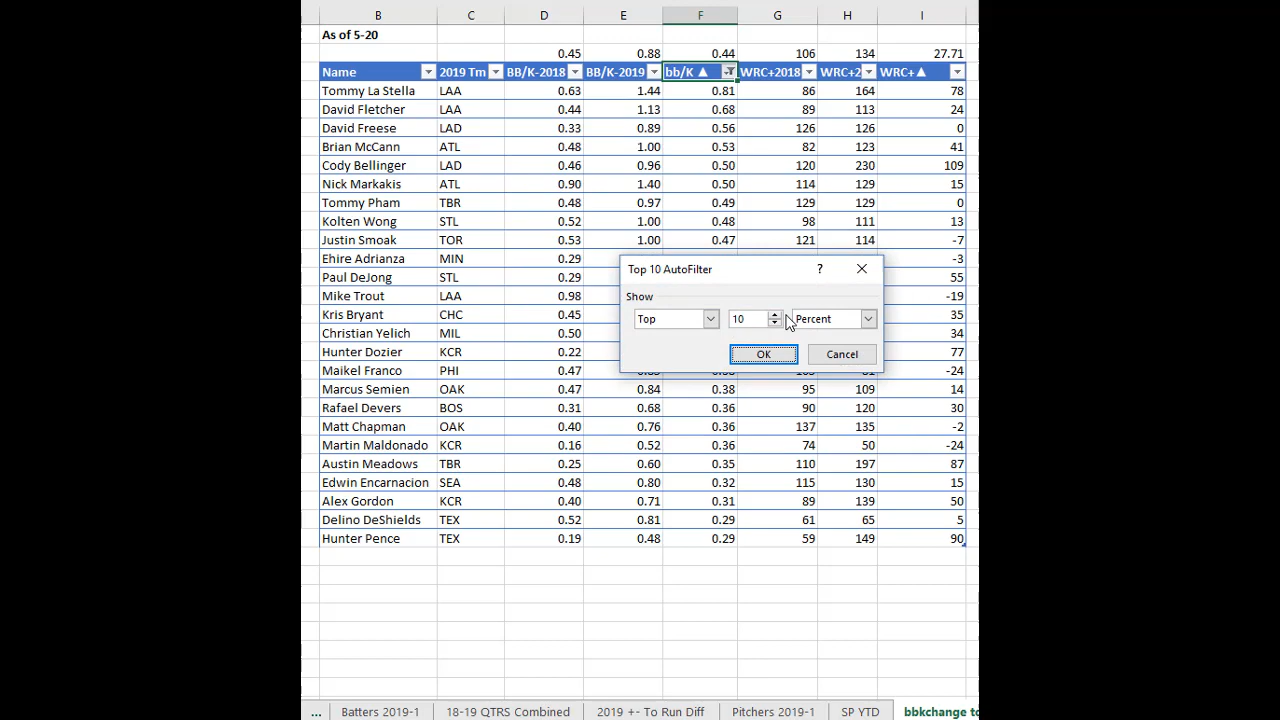 B C D E F G H I
As of 5-20
0.45 0.88 0.44 106 134 27.71
Name 2019 Tm BB/K-2018 BB/K-2019 bb/K ▲ WRC+2018 WRC+2 WRC+▲
Tommy La Stella LAA 0.63 1.44 0.81 86 164 78
David Fletcher LAA 0.44 1.13 0.68 89 113 24
David Freese LAD 0.33 0.89 0.56 126 126 0
Brian McCann ATL 0.48 1.00 0.53 82 123 41
Cody Bellinger LAD 0.46 0.96 0.50 120 230 109
Nick Markakis ATL 0.90 1.40 0.50 114 129 15
Tommy Pham TBR 0.48 0.97 0.49 129 129 0
Kolten Wong STL 0.52 1.00 0.48 98 111 13
Justin Smoak TOR 0.53 1.00 0.47 121 114 -7
Ehire Adrianza MIN 0.29 -3
Paul DeJong STL 0.29 55
Mike Trout LAA 0.98 -19
Kris Bryant CHC 0.43 35
Christian Yelich MIL 0.50 34
Hunter Dozier KCR 0.22 77
Maikel Franco PHI 0.47 -24
Marcus Semien OAK 0.47 0.84 0.38 95 109 14
Rafael Devers BOS 0.31 0.68 0.36 90 120 30
Matt Chapman OAK 0.40 0.76 0.36 137 135 -2
Martin Maldonado KCR 0.16 0.52 0.36 74 50 -24
Austin Meadows TBR 0.25 0.60 0.35 110 197 87
Edwin Encarnacion SEA 0.48 0.80 0.32 115 130 15
Alex Gordon KCR 0.40 0.71 0.31 89 139 50
Delino DeShields TEX 0.52 0.81 0.29 61 65 5
Hunter Pence TEX 0.19 0.48 0.29 59 149 90
Top 10 AutoFilter ?
Show
Top 10 Percent
OK Cancel
... Batters 2019-1 18-19 QTRS Combined 2019 +- To Run Diff Pitchers 2019-1 SP YTD bbkchange to